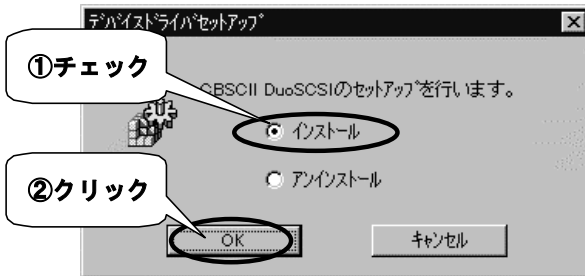 ﾃﾞﾊﾞｲｽﾄﾞﾗｲﾊﾞｾｯﾄｱｯﾌﾟ
①チェック
CBSCII DuoSCSIのｾｯﾄｱｯﾌﾟを行います。
ｲﾝｽﾄｰﾙ
ｱﾝｲﾝｽﾄｰﾙ
②クリック
OK
ｷｬﾝｾﾙ